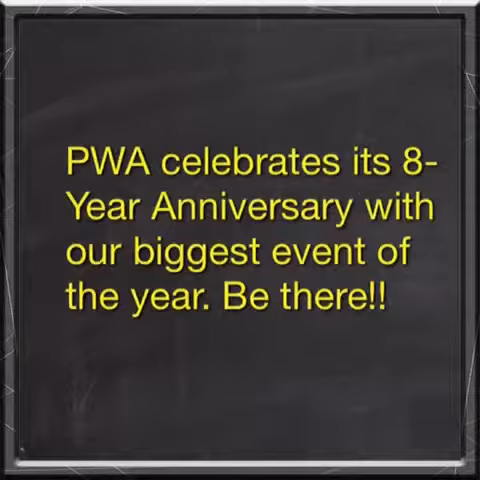 PWA celebrates its 8-
Year Anniversary with
our biggest event of
the year. Be there!!